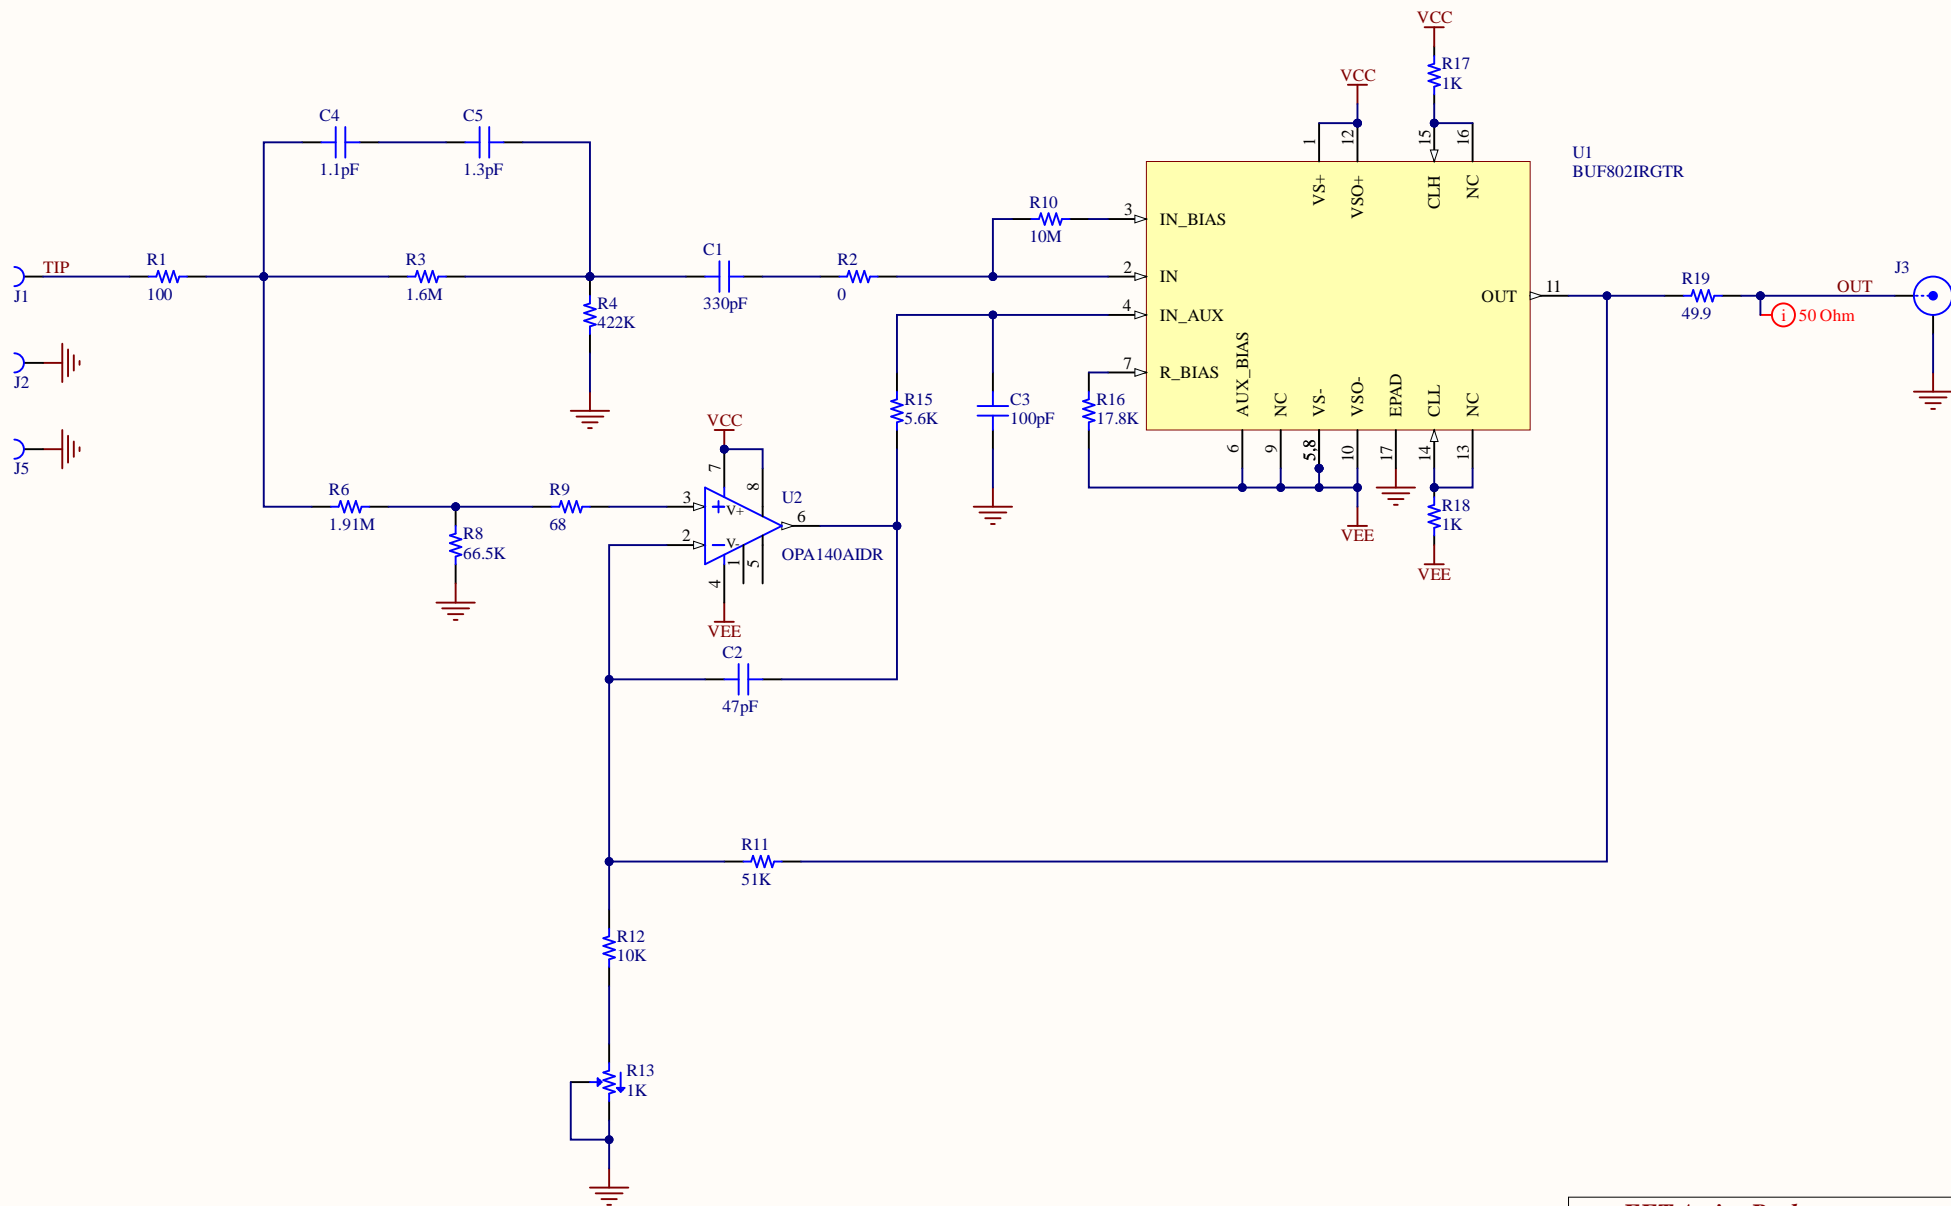 VCC
R17
1K
VCC
C4
1.1pF
C5
1.3pF
1
12
15
16
U1
BUF802IRGTR
VS+
VSO+
CLH
NC
R10
10M
3
IN_BIAS
TIP
J1
R1
100
R3
1.6M
C1
330pF
R2
0
2
IN
R4
422K
4
IN_AUX
OUT
11
R19
49.9
OUT
J3
i
50 Ohm
7
R_BIAS
J2
R15
5.6K
C3
100pF
R16
17.8K
AUX_BIAS
NC
VS-
VSO-
EPAD
CLL
NC
6
9
5,8
10
17
14
13
J5
VCC
7
8
R6
1.91M
R9
68
3
V+
U2
6
R8
66.5K
2
V-
OPA140AIDR
4
1
5
VEE
VEE
R18
1K
VEE
C2
47pF
R11
51K
R12
10K
R13
1K